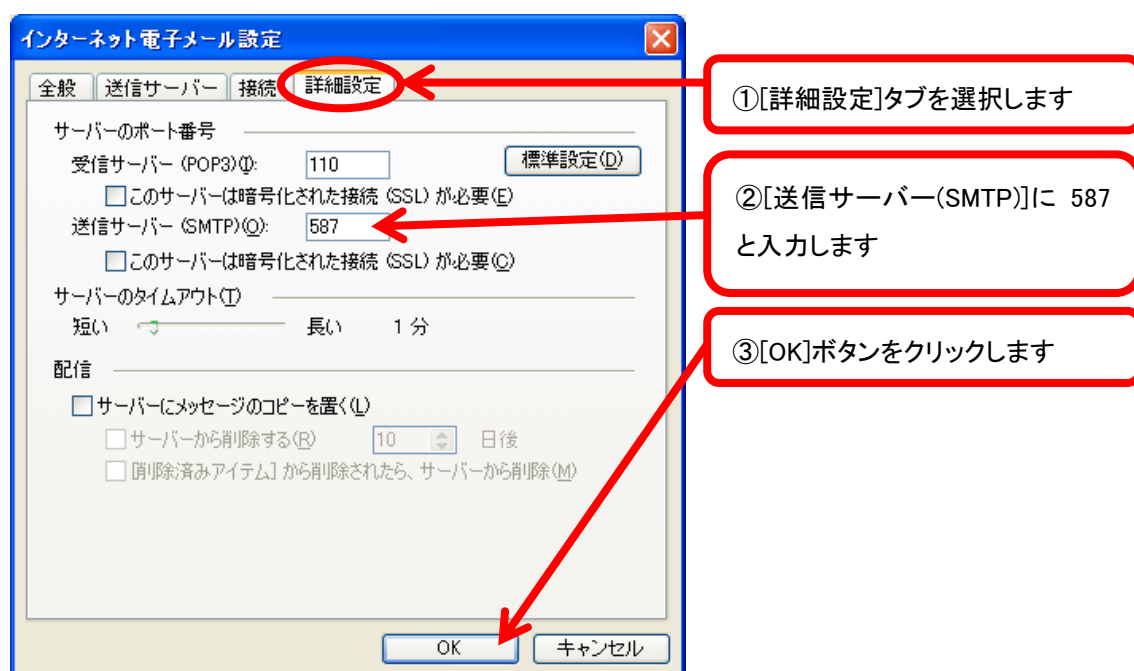 インターネット電子メール設定
全般 送信サーバー 接続 詳細設定
①[詳細設定]タブを選択します
サーバーのポート番号
受信サーバー (POP3)(I): 110 標準設定(D)
このサーバーは暗号化された接続 (SSL) が必要(E)
②[送信サーバー(SMTP)]に 587
と入力します
送信サーバー (SMTP)(O): 587
このサーバーは暗号化された接続 (SSL) が必要(C)
サーバーのタイムアウト(T)
短い 長い 1 分
③[OK]ボタンをクリックします
配信
サーバーにメッセージのコピーを置く(L)
サーバーから削除する(R) 10 日後
[削除済みアイテム] から削除されたら、サーバーから削除(M)
OK キャンセル